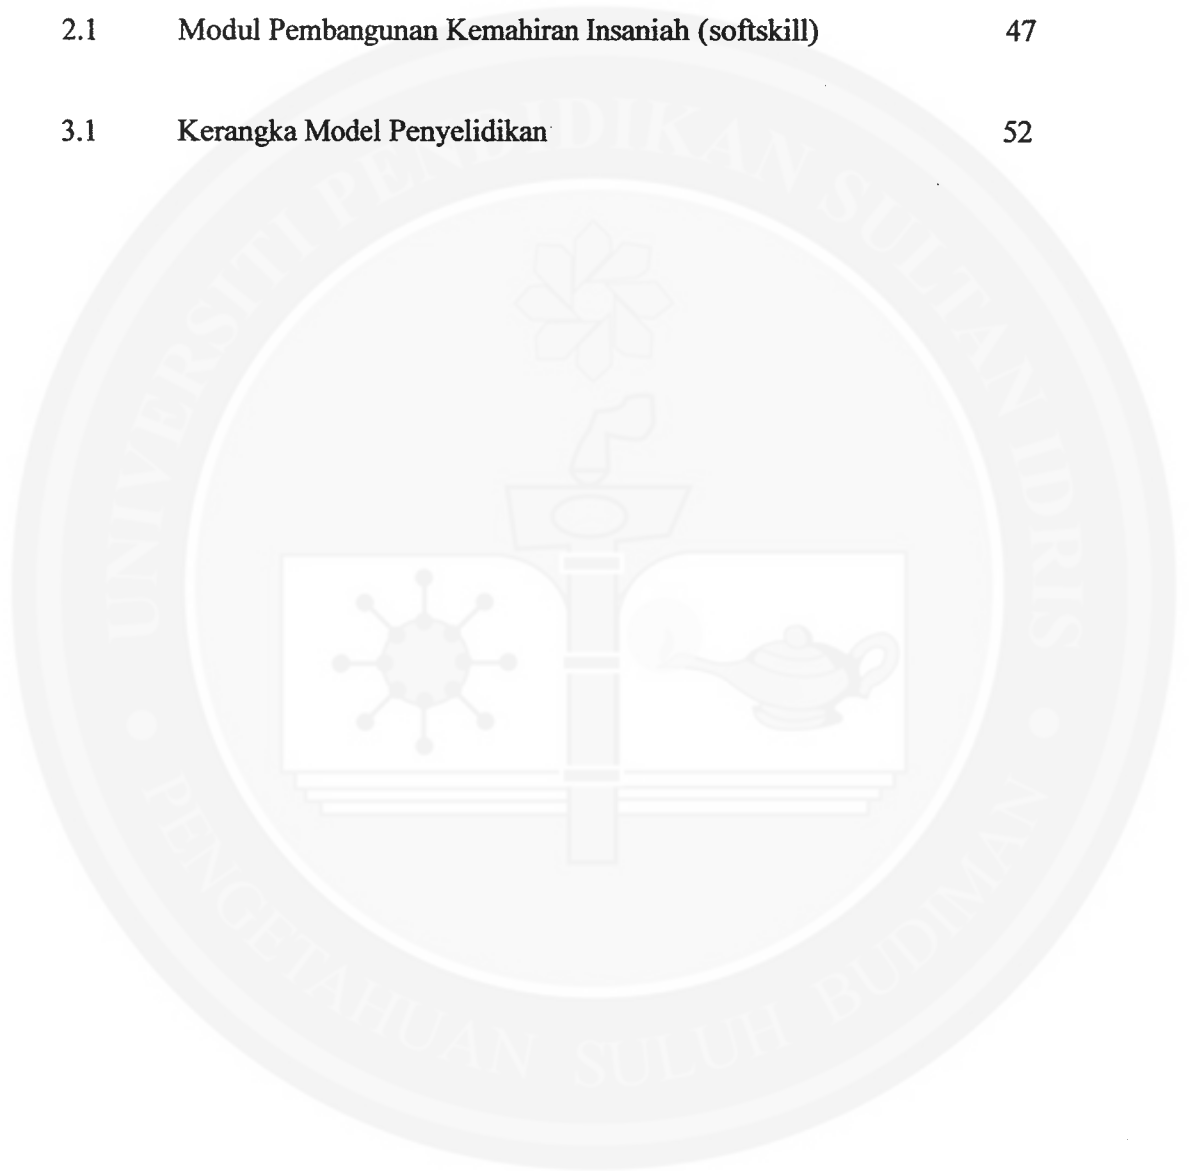 2.1 Modul Pembangunan Kemahiran Insaniah (softskill) 47
3.1 Kerangka Model Penyelidikan 52
UNIVERSITI PENDIDIKAN SULTAN IDRIS
PENGETAHUAN SULUH BUDIMAN